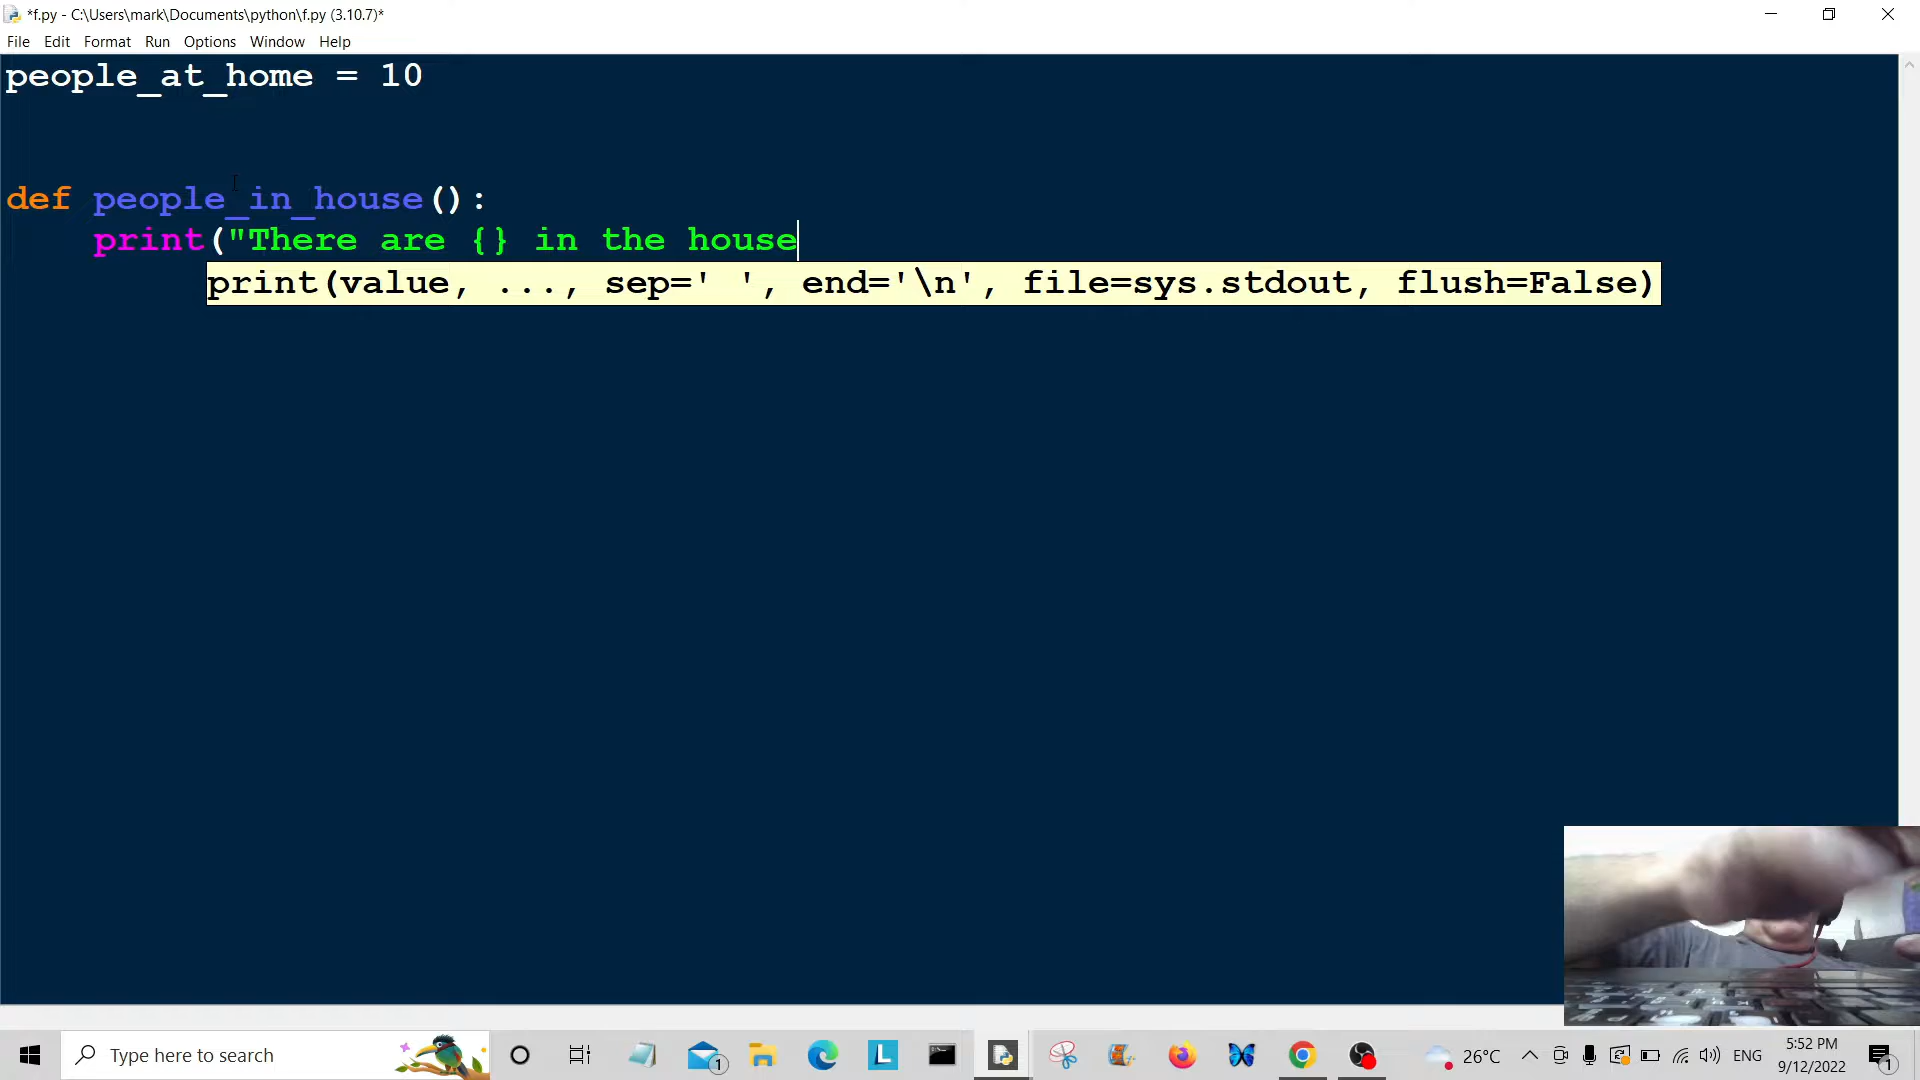 *f.py - C:\Users\mark\Documents\python\f.py (3.10.7)*
File Edit Format Run Options Window Help
people_at_home = 10
def people_in_house():
print("There are {} in the house
print(value, ..., sep=' ', end='\n', file=sys.stdout, flush=False)
Type here to search
1
L
26°C
ENG
5:52 PM
9/12/2022
1